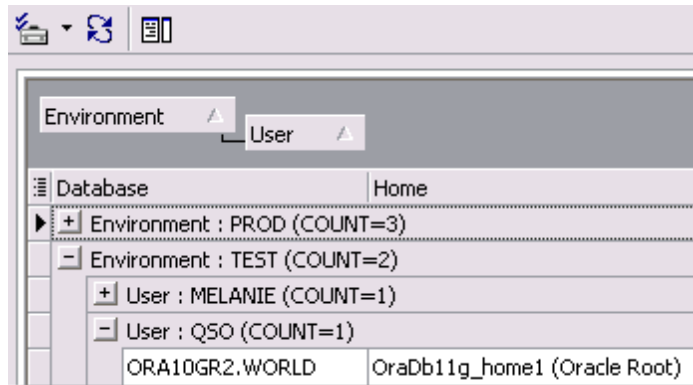 Environment
User
Database Home
Environment : PROD (COUNT=3)
Environment : TEST (COUNT=2)
User : MELANIE (COUNT=1)
User : QSO (COUNT=1)
ORA10GR2.WORLD OraDb11g_home1 (Oracle Root)